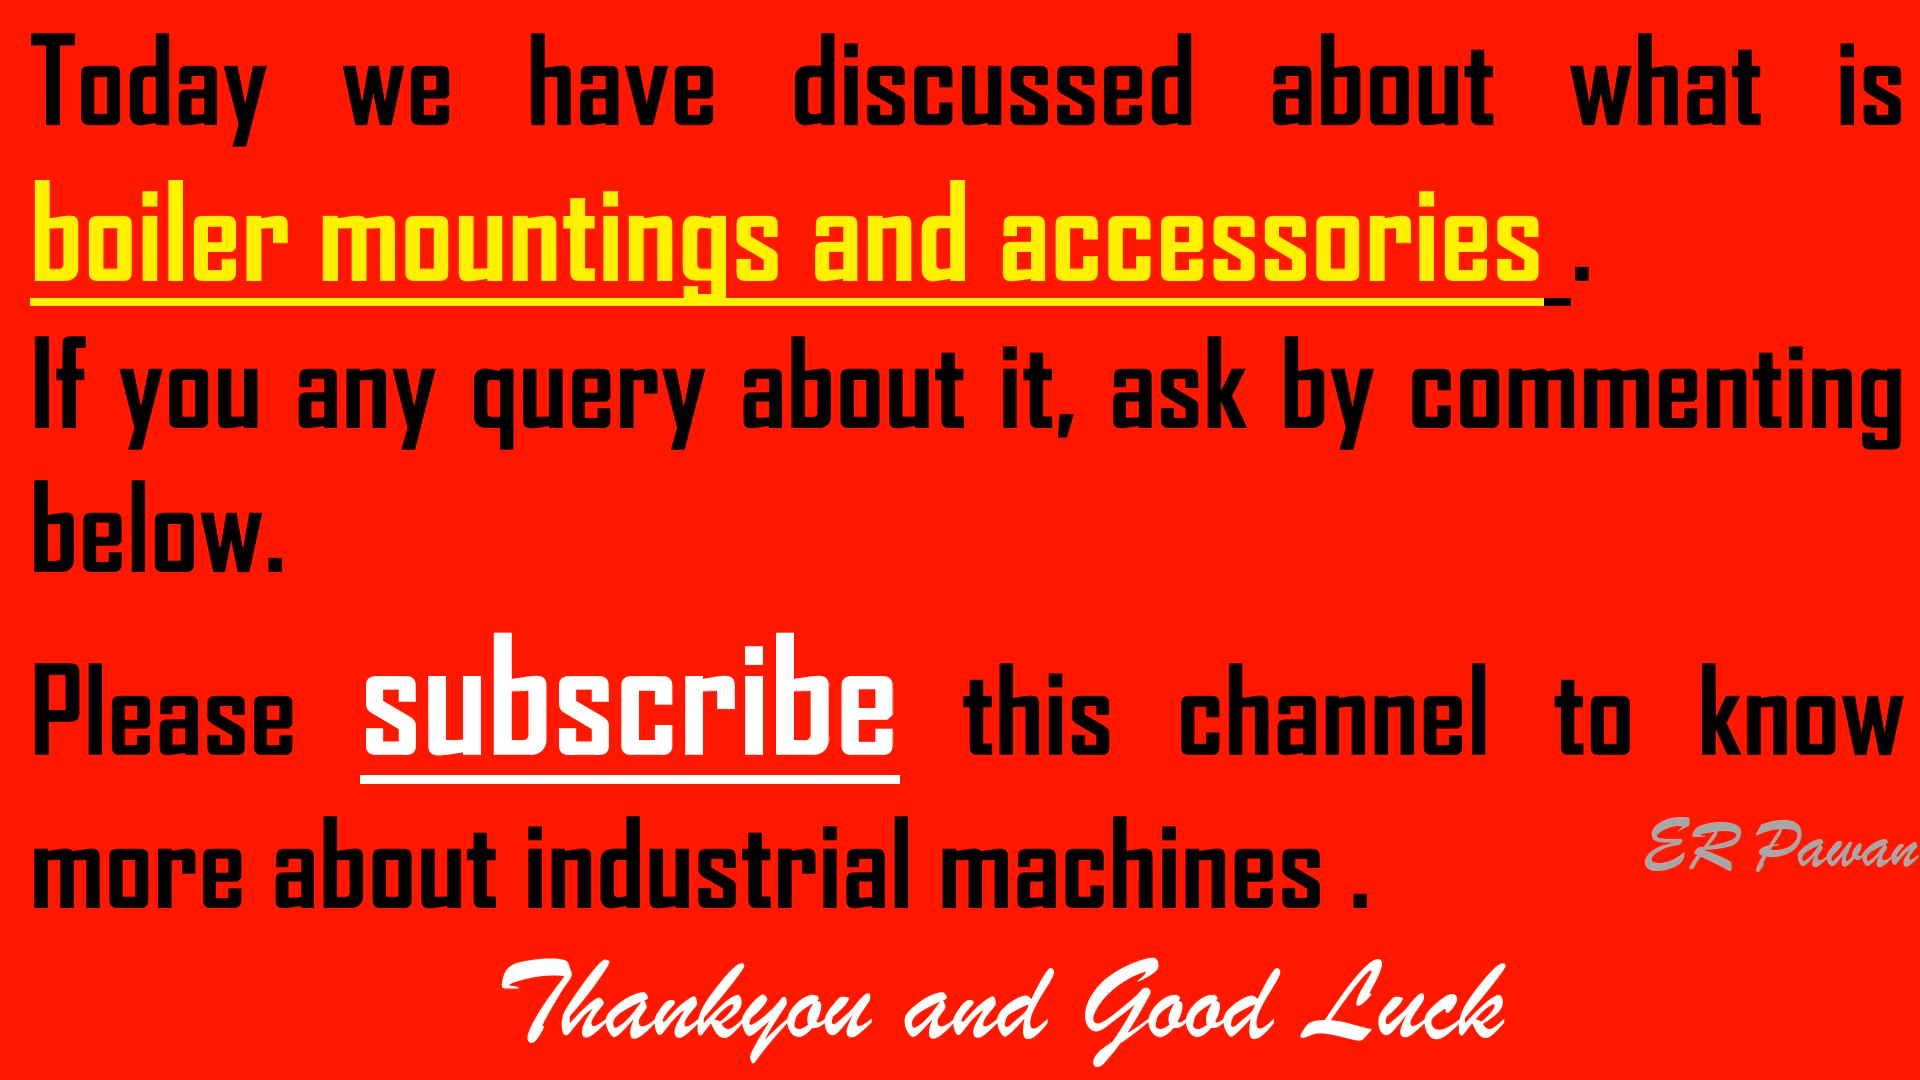 Today we have discussed about what is
boiler mountings and accessories .
If you any query about it, ask by commenting
below.
Please subscribe this channel to know
more about industrial machines .
ER Pawan
Thankyou and Good Luck